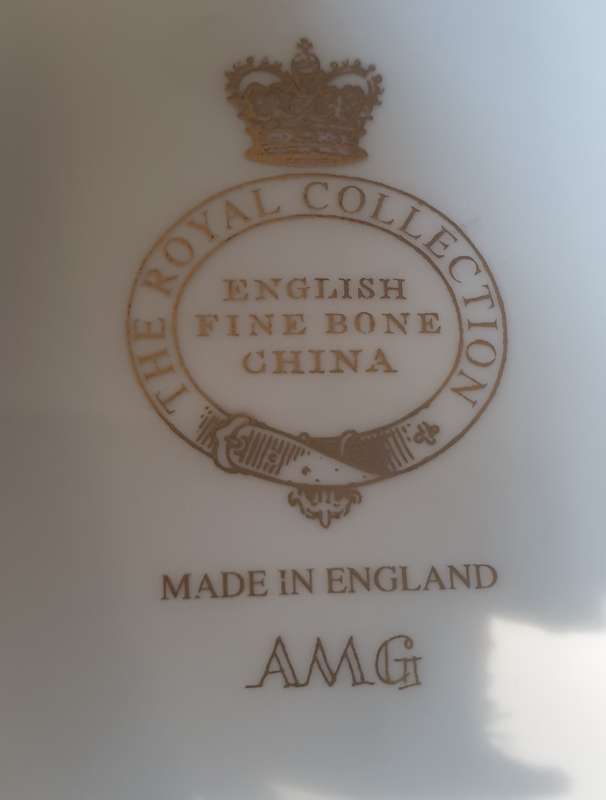 THE ROYAL COLLECTION
ENGLISH
FINE BONE
CHINA
MADE IN ENGLAND
AMG